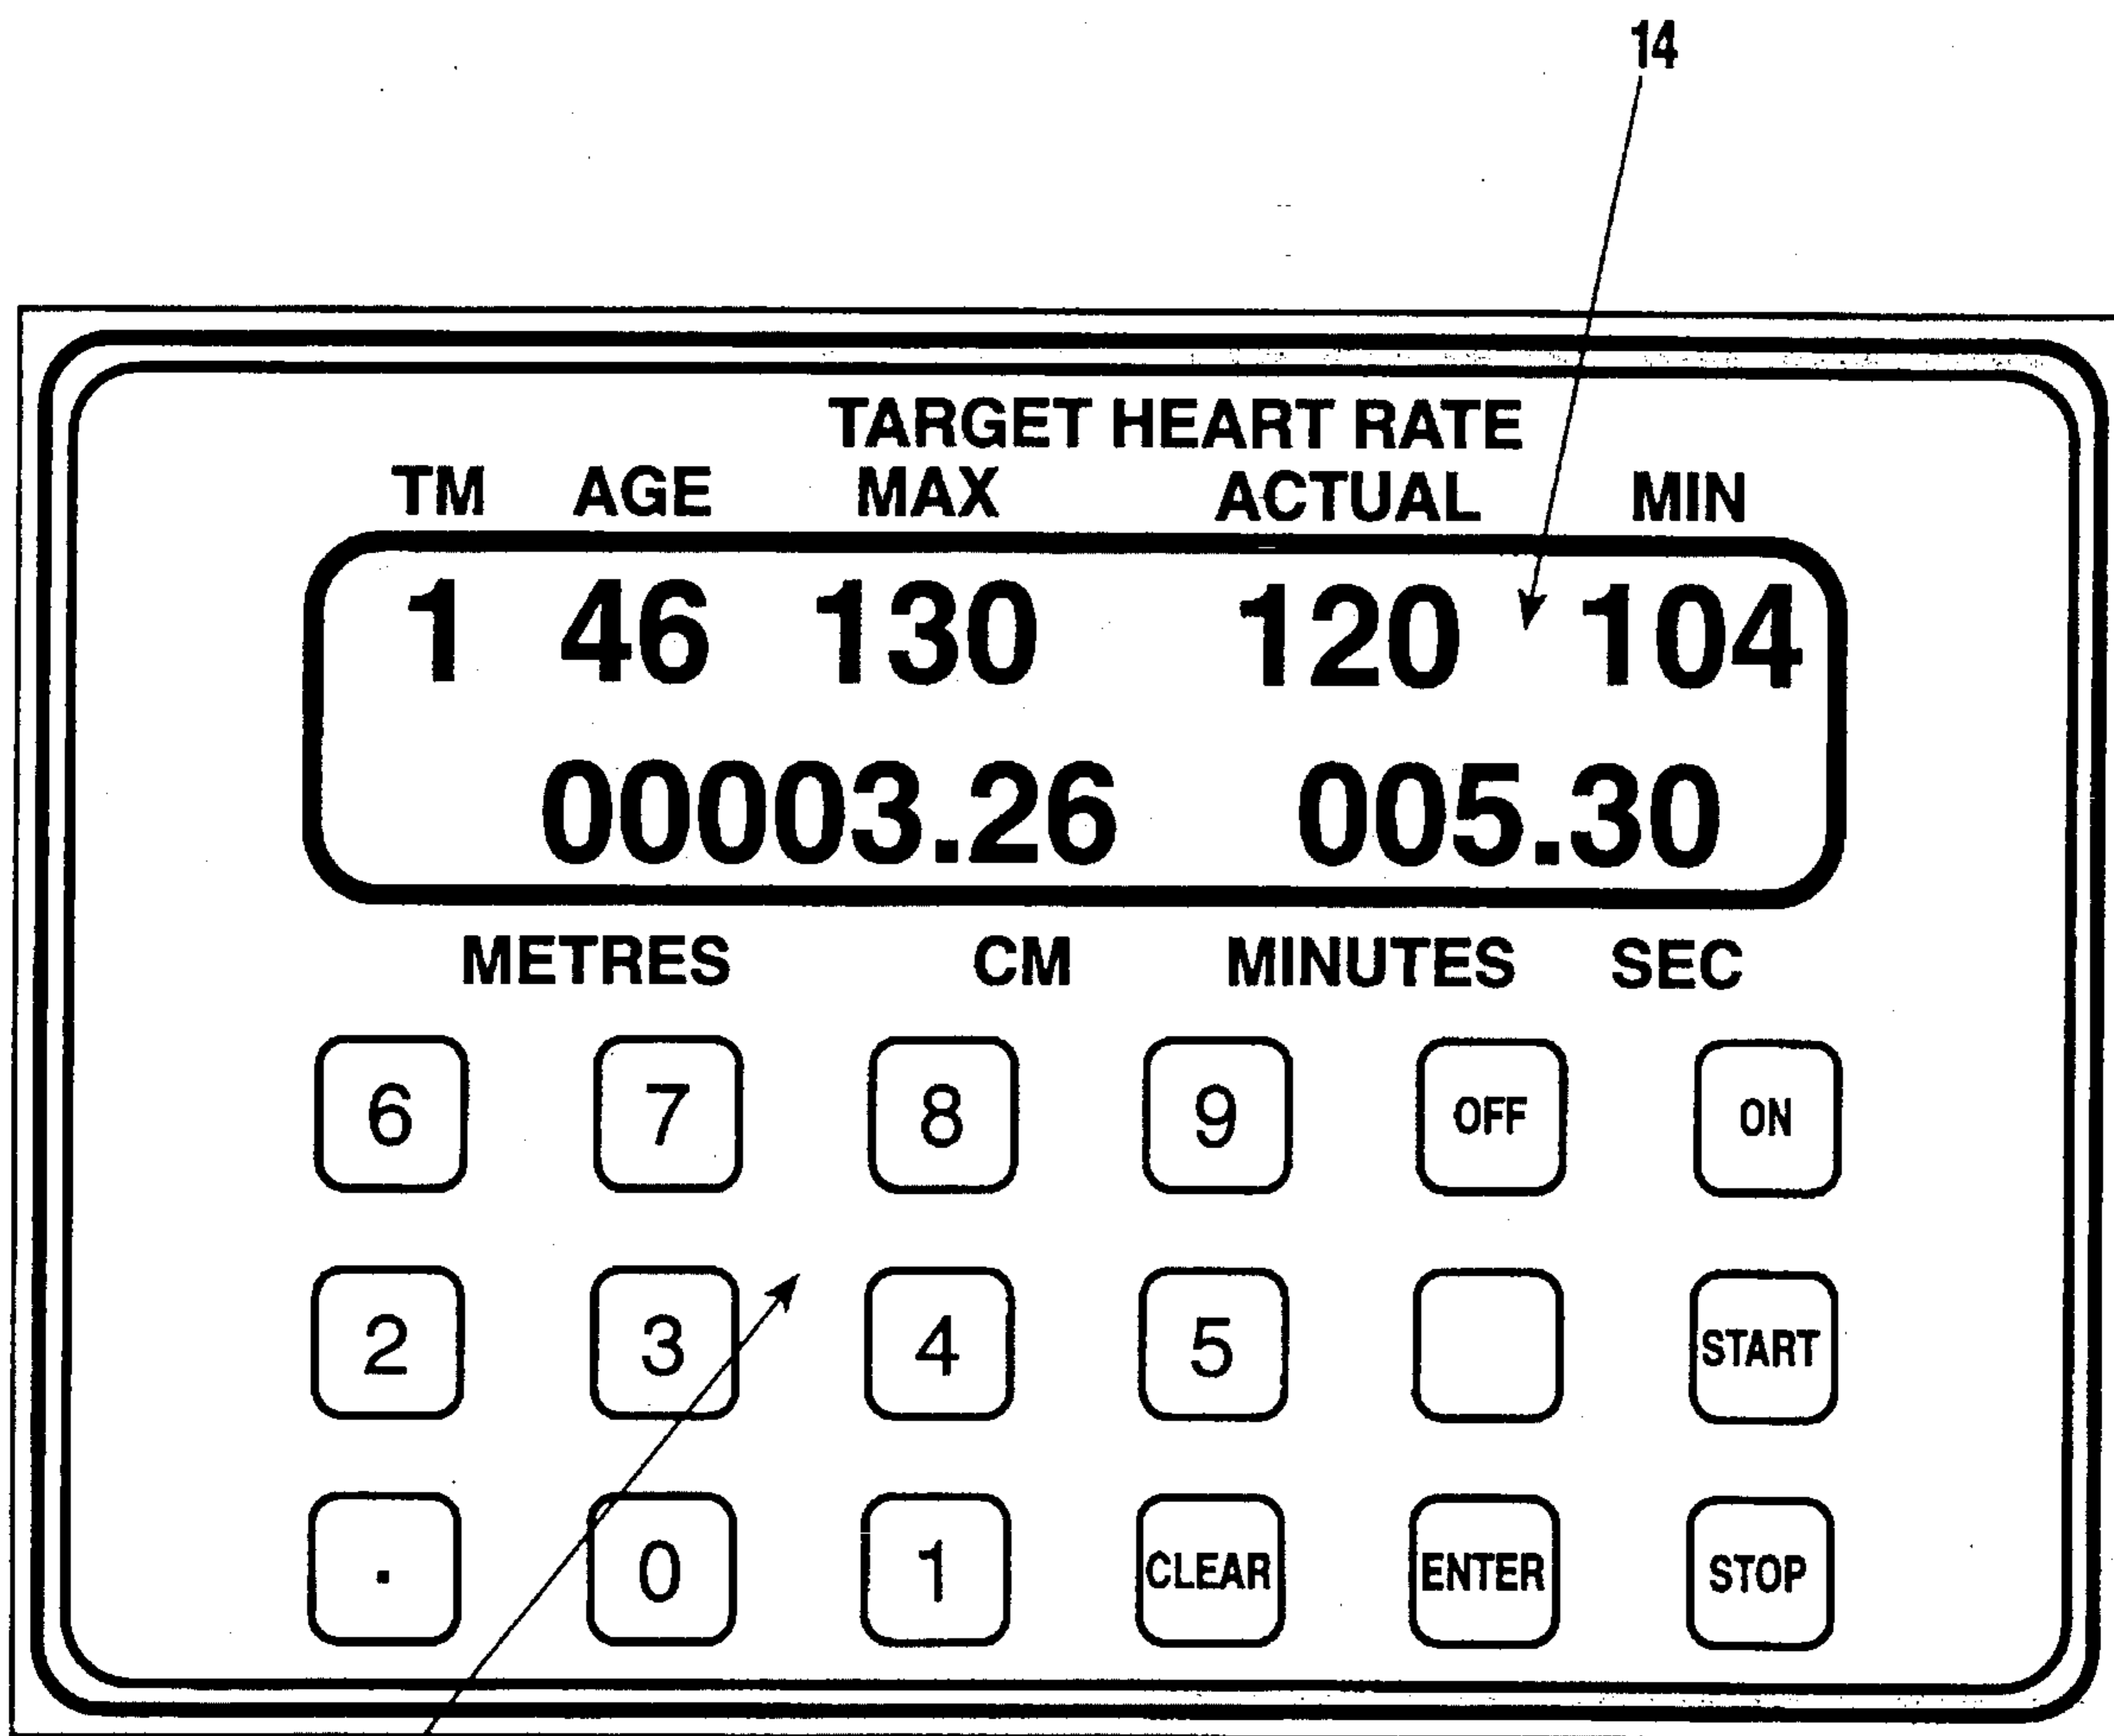 14
TARGET HEART RATE
TM AGE MAX ACTUAL MIN
1 46 130 120 104
00003.26 005.30
METRES CM MINUTES SEC
6 7 8 9 OFF ON
2 3 4 5 START
. 0 1 CLEAR ENTER STOP